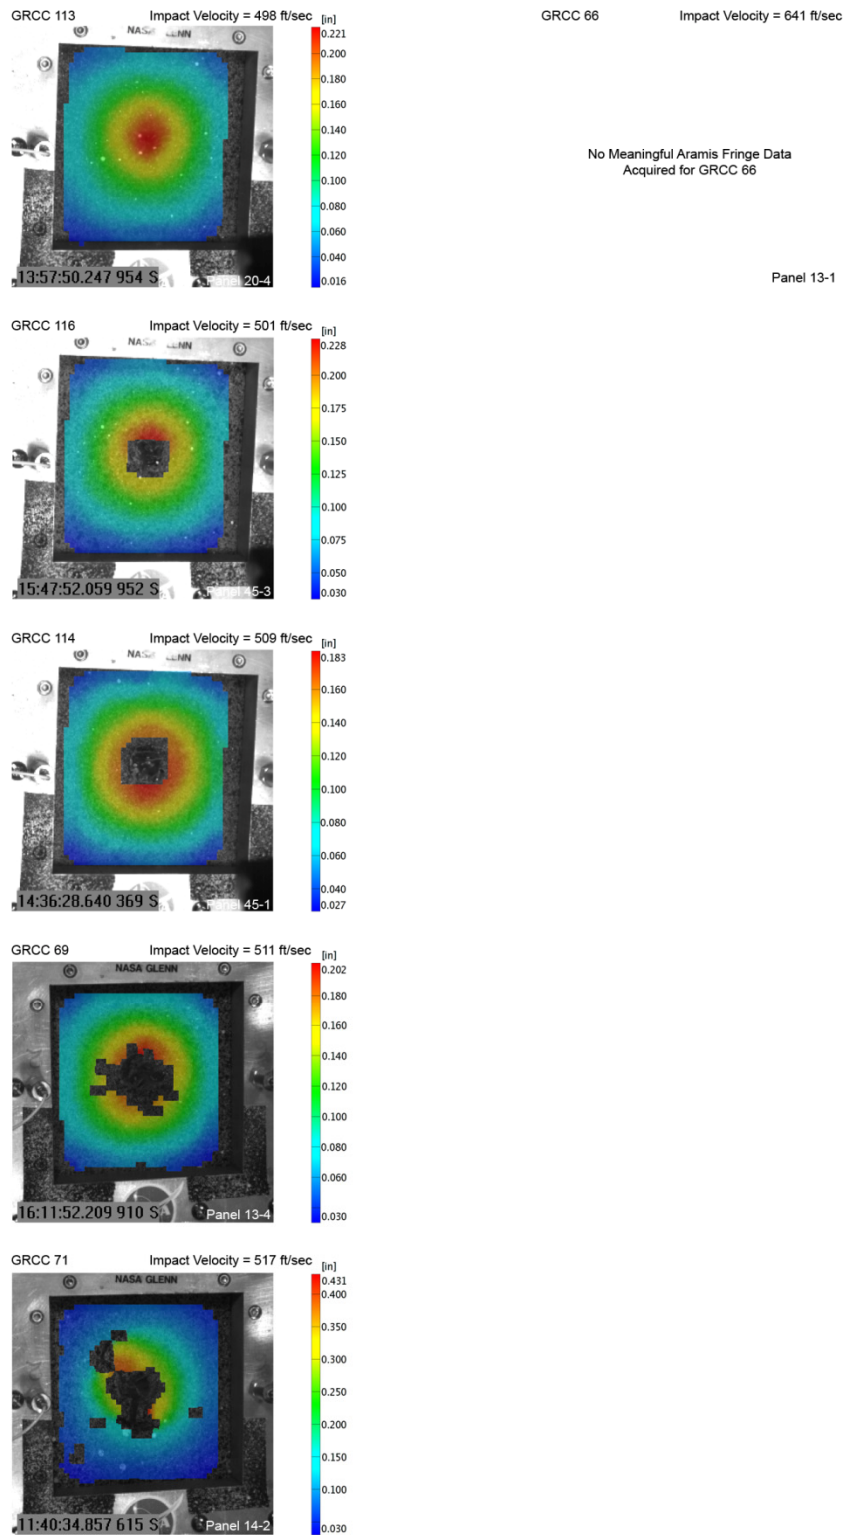 GRCC 113 Impact Velocity = 498 ft/sec [in]
NASA GLENN
0.221
0.200
0.180
0.160
0.140
0.120
0.100
0.080
0.060
0.040
0.016
13:57:50.247 954 S
Panel 20-4
GRCC 66 Impact Velocity = 641 ft/sec
No Meaningful Aramis Fringe Data
Acquired for GRCC 66
Panel 13-1
GRCC 116 Impact Velocity = 501 ft/sec [in]
NASA GLENN
0.228
0.200
0.175
0.150
0.125
0.100
0.075
0.050
0.030
15:47:52.059 952 S
Panel 45-3
GRCC 114 Impact Velocity = 509 ft/sec [in]
NASA GLENN
0.183
0.160
0.140
0.120
0.100
0.080
0.060
0.040
0.027
14:36:28.640 369 S
Panel 45-1
GRCC 69 Impact Velocity = 511 ft/sec [in]
NASA GLENN
0.202
0.180
0.160
0.140
0.120
0.100
0.080
0.060
0.030
16:11:52.209 910 S
Panel 13-4
GRCC 71 Impact Velocity = 517 ft/sec [in]
NASA GLENN
0.431
0.400
0.350
0.300
0.250
0.200
0.150
0.100
0.030
11:40:34.857 615 S
Panel 14-2